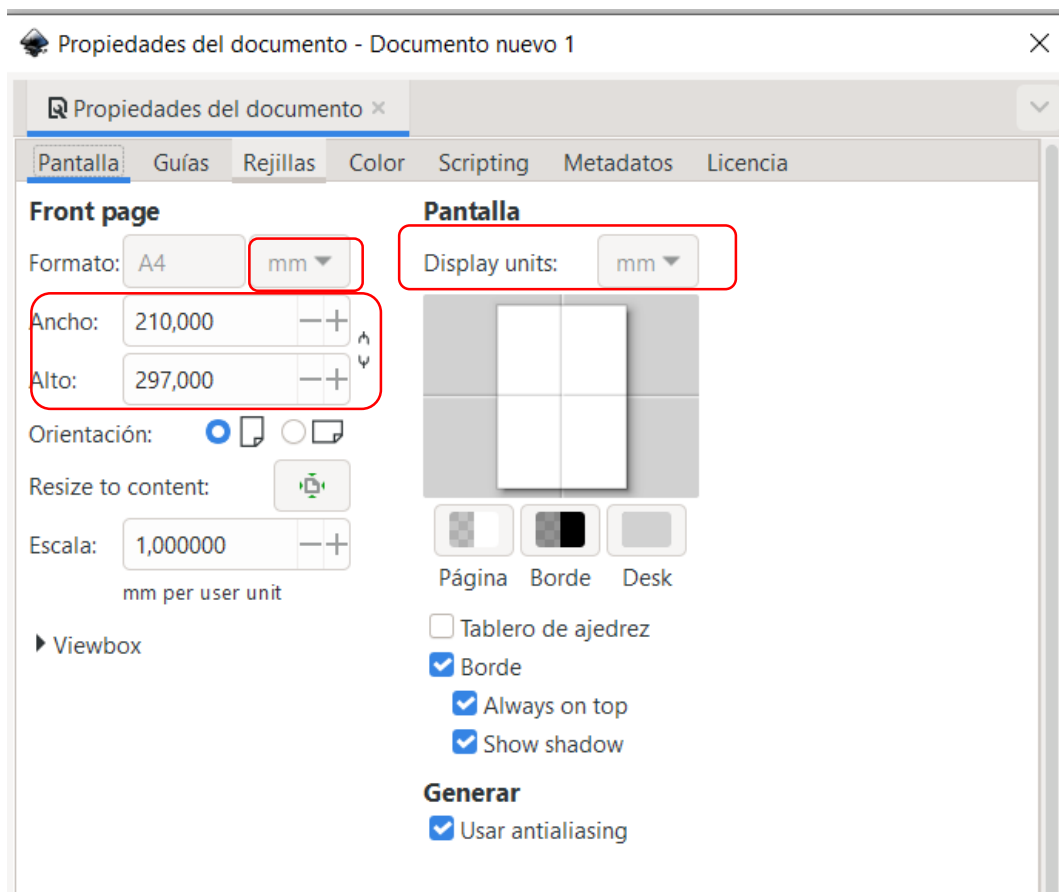 Propiedades del documento - Documento nuevo 1
Propiedades del documento
Pantalla Guías Rejillas Color Scripting Metadatos Licencia
Front page
Formato: A4 mm
Ancho: 210,000
Alto: 297,000
Orientación:
Resize to content:
Escala: 1,000000
mm per user unit
Viewbox
Pantalla
Display units: mm
Página Borde Desk
Tablero de ajedrez
Borde
Always on top
Show shadow
Generar
Usar antialiasing